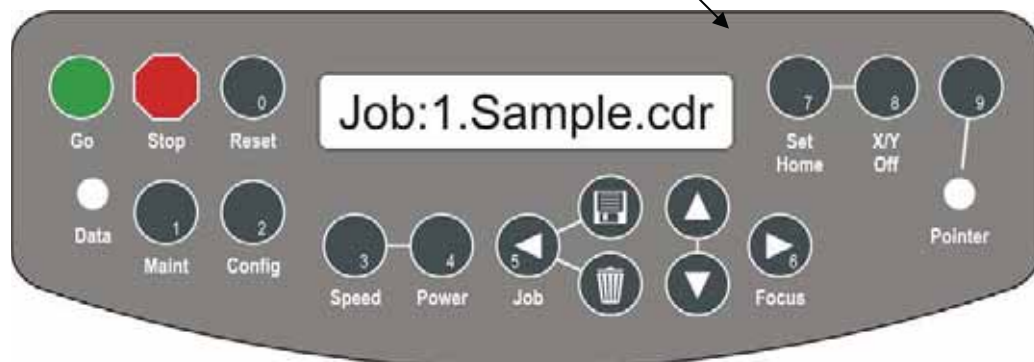 Job:1.Sample.cdr
0
7
8
9
Go
Stop
Reset
Set
Home
X/Y
Off
Data
1
2
Maint
Config
Pointer
3
4
5
6
Speed
Power
Job
Focus